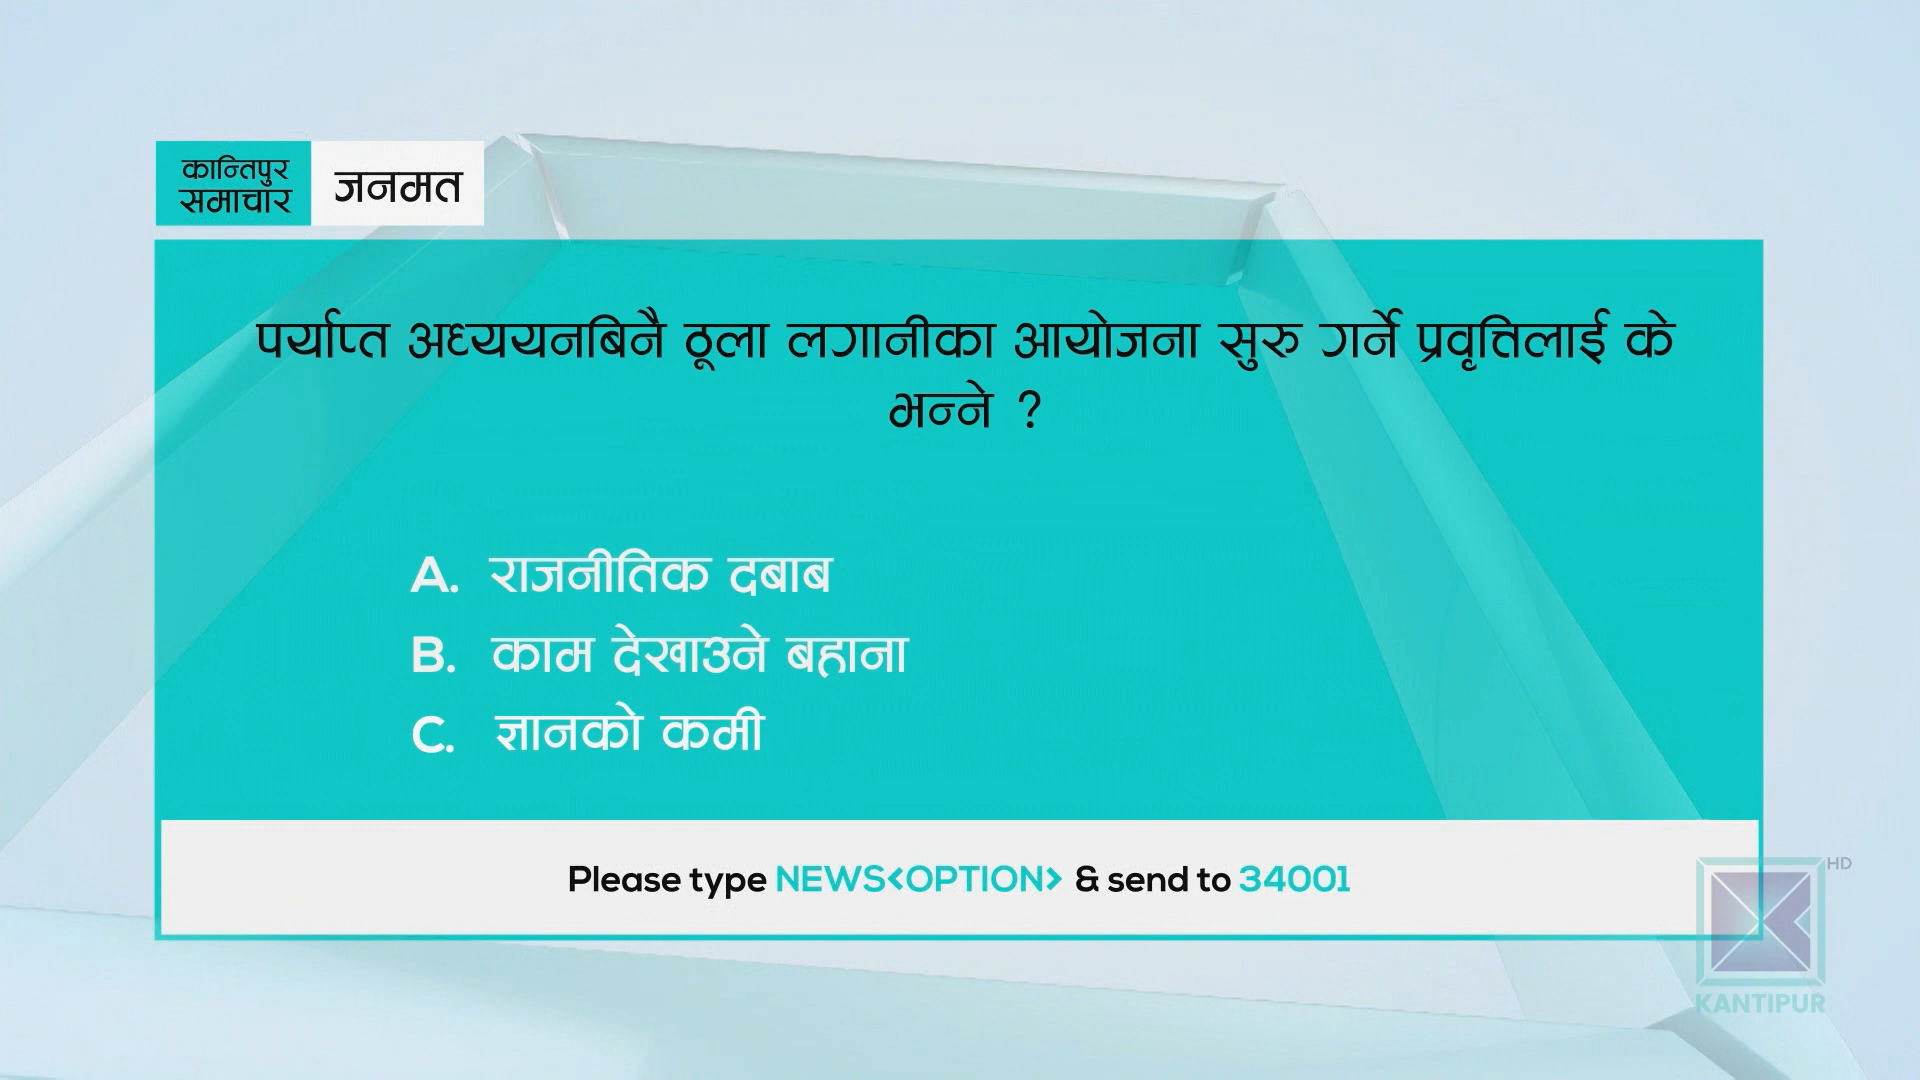 कान्तिपुर
समाचार
जनमत
पर्याप्त अध्ययनबिनै ठूला लगानीका आयोजना सुरु गर्ने प्रवृत्तिलाई के
भन्ने ?
A. राजनीतिक दबाब
B. काम देखाउने बहाना
C. ज्ञानको कमी
Please type NEWS<OPTION> & send to 34001
HD
KANTIPUR